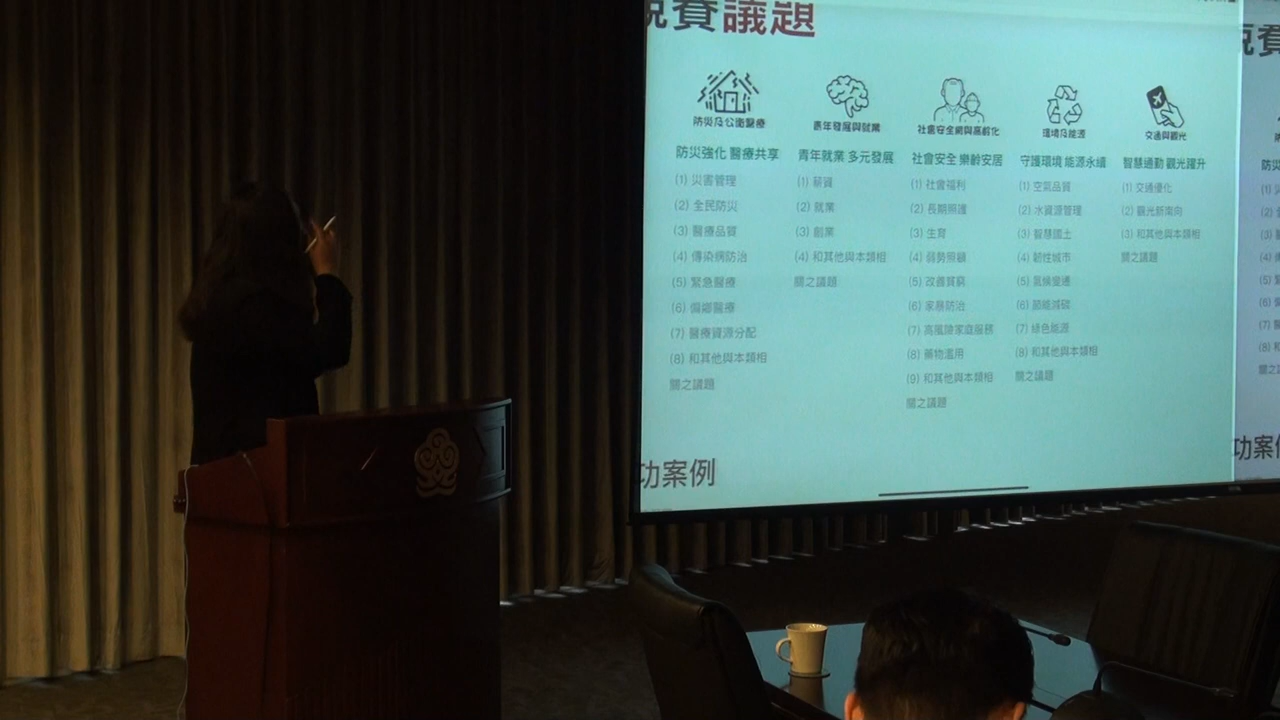 競賽議題
防災及公衛醫療
青年發展與就業
社會安全網與高齡化
環境及能源
交通與觀光
防災強化 醫療共享
(1) 災害管理
(2) 全民防災
(3) 醫療品質
(4) 傳染病防治
(5) 緊急醫療
(6) 偏鄉醫療
(7) 醫療資源分配
(8) 和其他與本類相
關之議題
青年就業 多元發展
(1) 薪資
(2) 就業
(3) 創業
(4) 和其他與本類相
關之議題
社會安全 樂齡安居
(1) 社會福利
(2) 長期照護
(3) 生育
(4) 弱勢照顧
(5) 改善貧窮
(6) 家暴防治
(7) 高風險家庭服務
(8) 藥物濫用
(9) 和其他與本類相
關之議題
守護環境 能源永續
(1) 空氣品質
(2) 水資源管理
(3) 智慧國土
(4) 韌性城市
(5) 氣候變遷
(6) 節能減碳
(7) 綠色能源
(8) 和其他與本類相
關之議題
智慧通勤 觀光躍升
(1) 交通優化
(2) 觀光新南向
(3) 和其他與本類相
關之議題
功案例